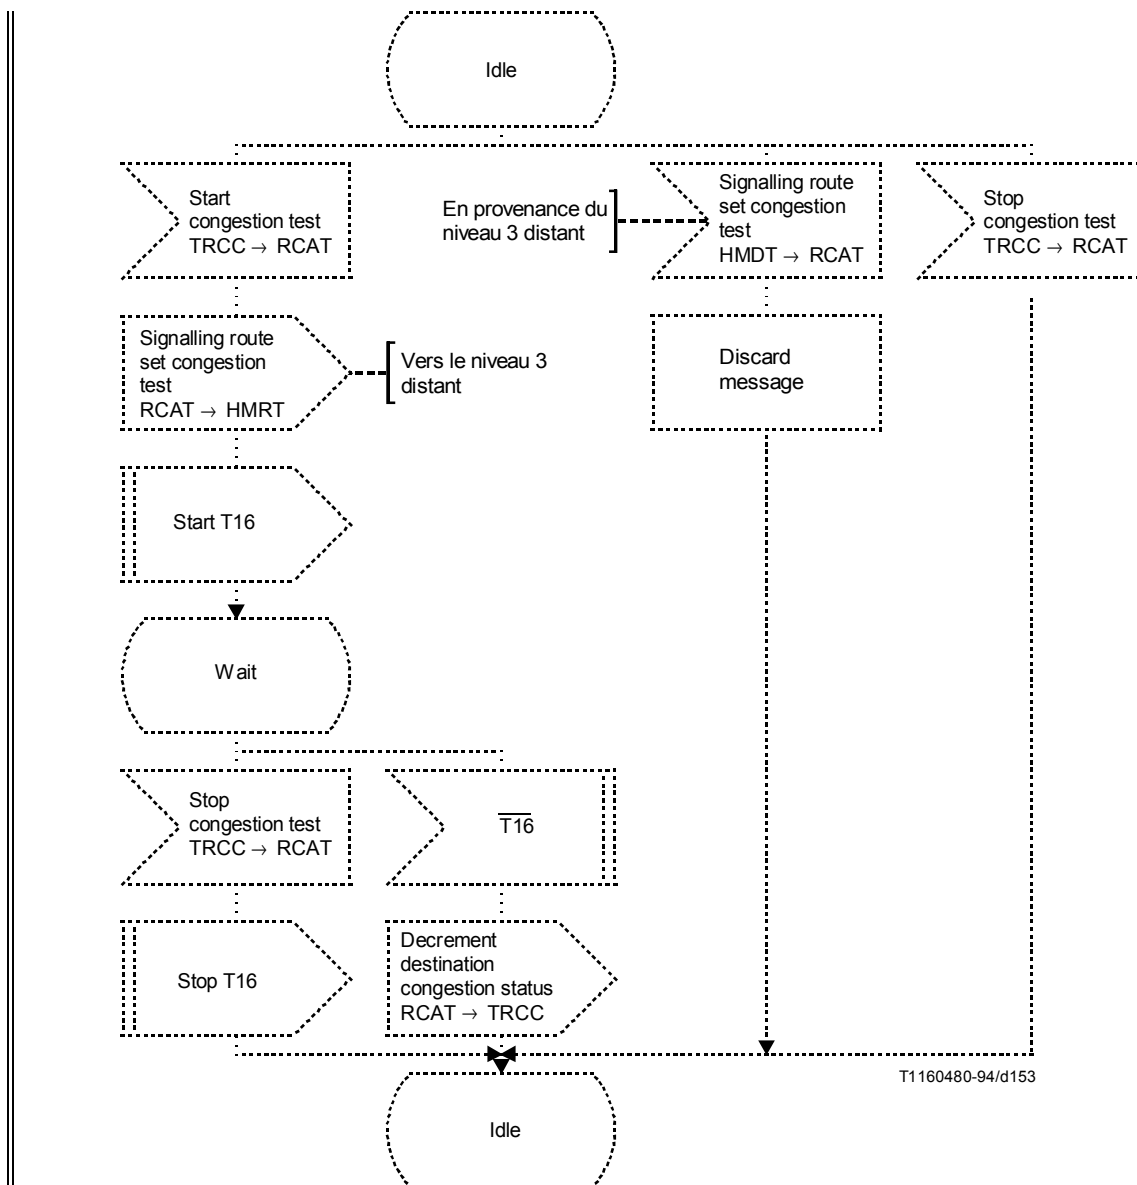 Idle
Start
congestion test
TRCC → RCAT
En provenance du
niveau 3 distant
Signalling route
set congestion
test
HMDT → RCAT
Stop
congestion test
TRCC → RCAT
Signalling route
set congestion
test
RCAT → HMRT
Vers le niveau 3
distant
Discard
message
Start T16
Wait
Stop
congestion test
TRCC → RCAT
T16
Stop T16
Decrement
destination
congestion status
RCAT → TRCC
T1160480-94/d153
Idle